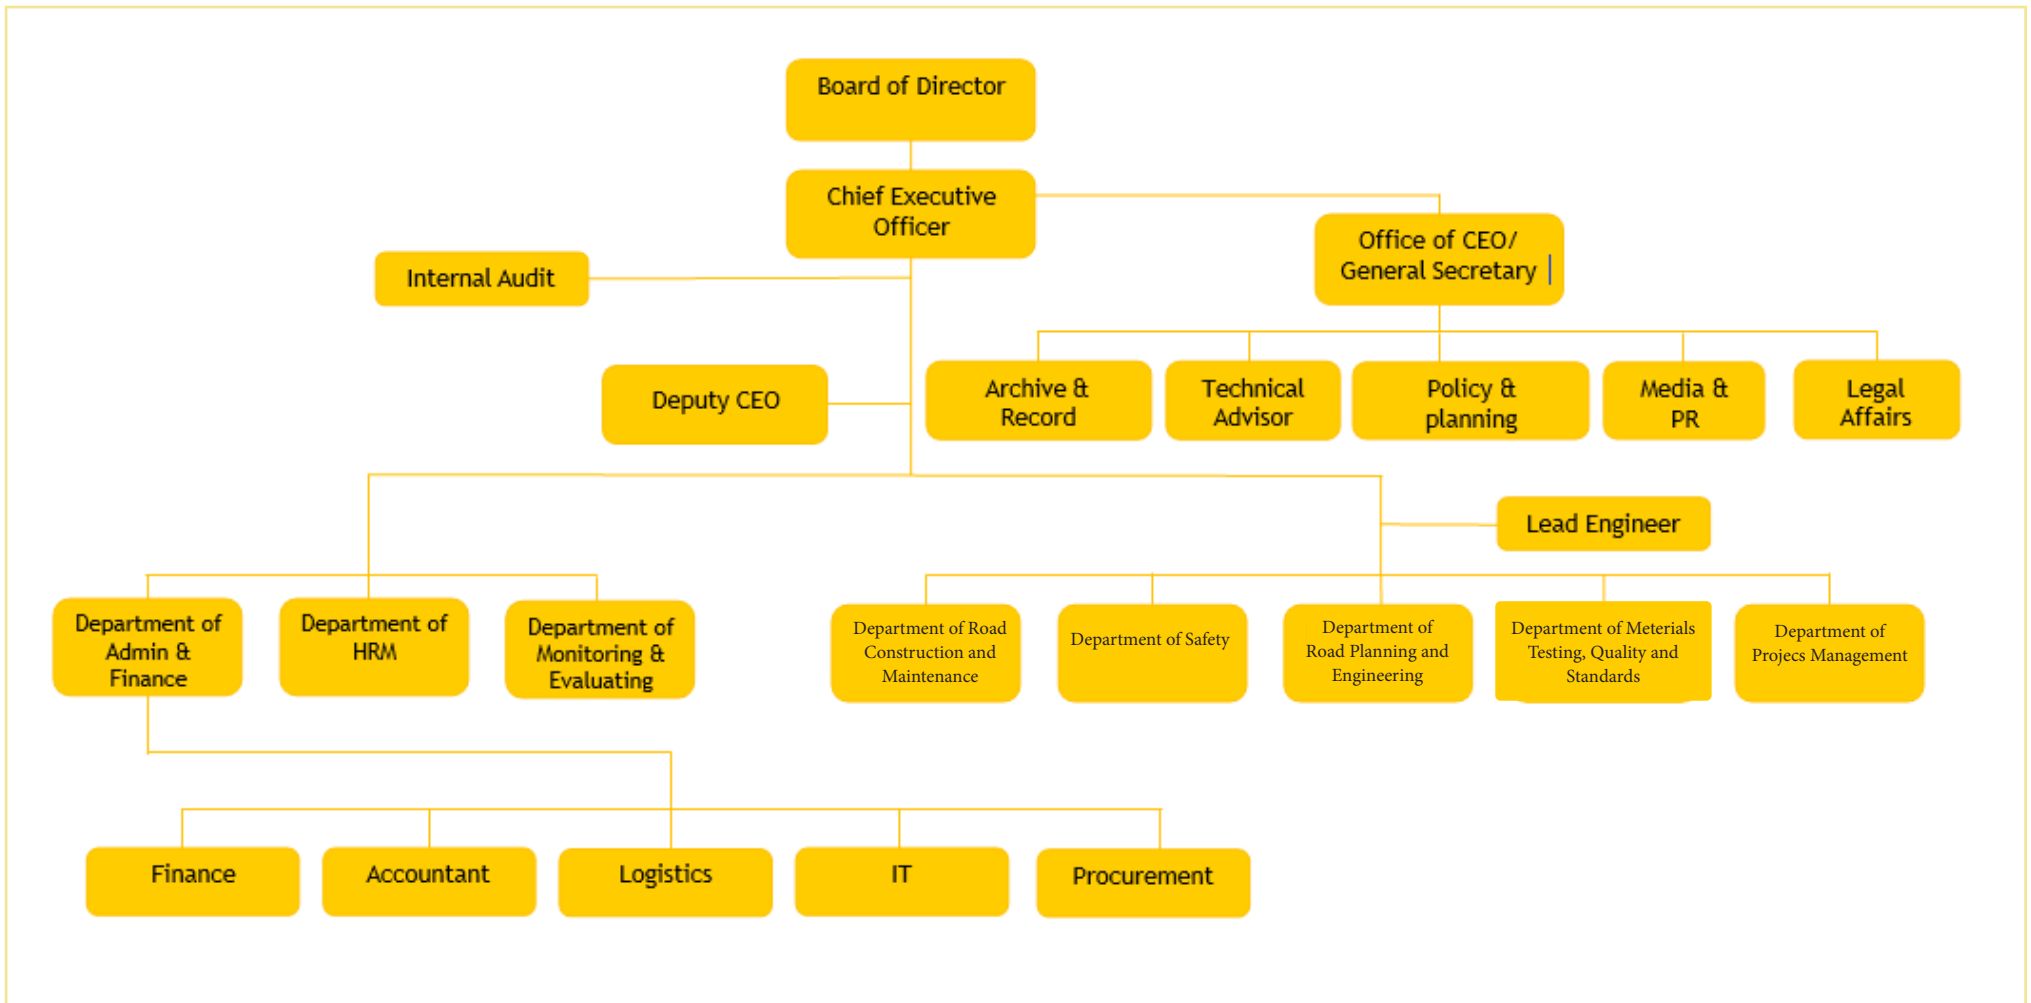 Board of Director
Chief Executive
Officer
Office of CEO/
General Secretary
Internal Audit
Deputy CEO
Archive &
Record
Technical
Advisor
Policy &
planning
Media &
PR
Legal
Affairs
Lead Engineer
Department of
Admin &
Finance
Department of
HRM
Department of
Monitoring &
Evaluating
Department of Road
Construction and
Maintenance
Department of Safety
Department of
Road Planning and
Engineering
Department of Meterials
Testing, Quality and
Standards
Department of
Projecs Management
Finance
Accountant
Logistics
IT
Procurement